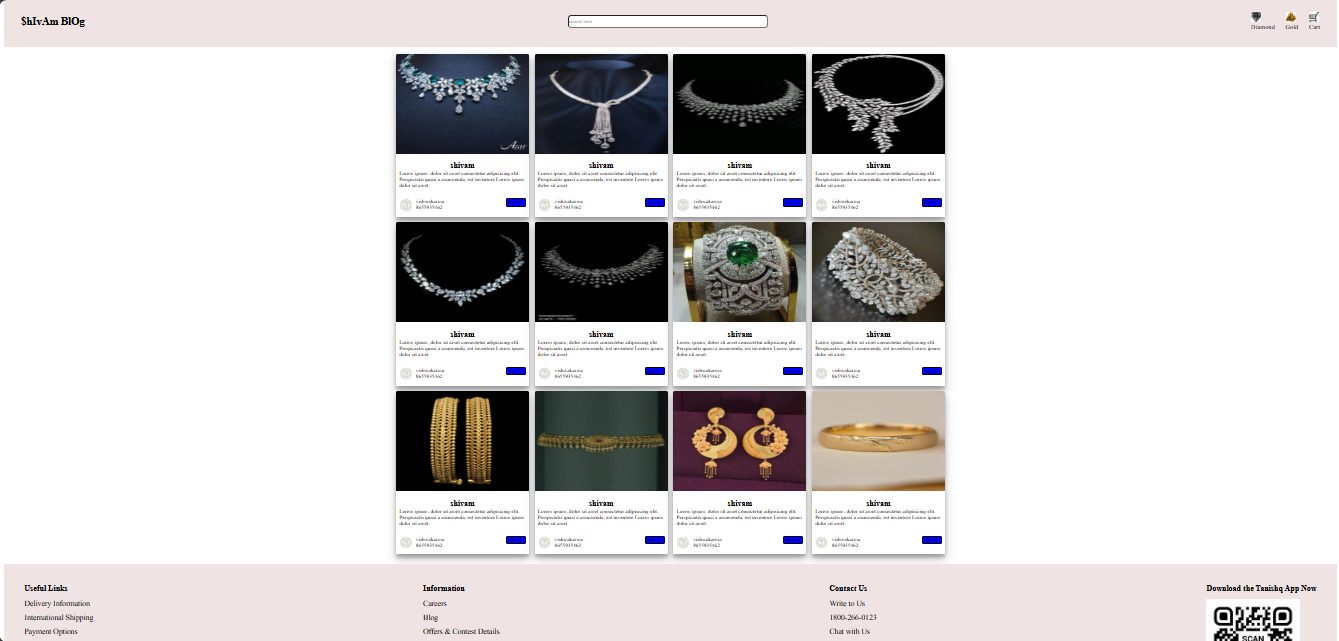 $hIvAm BlOg
search here
Diamond
Gold
Cart
Asser
shivam
Lorem ipsum, dolor sit amet consectetur adipisicing elit.
Perspiciatis quasi a assumenda, est inventore Lorem ipsum
dolor sit amet.
vishwakarma
8655935462
shivam
Lorem ipsum, dolor sit amet consectetur adipisicing elit.
Perspiciatis quasi a assumenda, est inventore Lorem ipsum
dolor sit amet.
vishwakarma
8655935462
shivam
Lorem ipsum, dolor sit amet consectetur adipisicing elit.
Perspiciatis quasi a assumenda, est inventore Lorem ipsum
dolor sit amet.
vishwakarma
8655935462
shivam
Lorem ipsum, dolor sit amet consectetur adipisicing elit.
Perspiciatis quasi a assumenda, est inventore Lorem ipsum
dolor sit amet.
vishwakarma
8655935462
shivam
Lorem ipsum, dolor sit amet consectetur adipisicing elit.
Perspiciatis quasi a assumenda, est inventore Lorem ipsum
dolor sit amet.
vishwakarma
8655935462
shivam
Lorem ipsum, dolor sit amet consectetur adipisicing elit.
Perspiciatis quasi a assumenda, est inventore Lorem ipsum
dolor sit amet.
vishwakarma
8655935462
shivam
Lorem ipsum, dolor sit amet consectetur adipisicing elit.
Perspiciatis quasi a assumenda, est inventore Lorem ipsum
dolor sit amet.
vishwakarma
8655935462
shivam
Lorem ipsum, dolor sit amet consectetur adipisicing elit.
Perspiciatis quasi a assumenda, est inventore Lorem ipsum
dolor sit amet.
vishwakarma
8655935462
shivam
Lorem ipsum, dolor sit amet consectetur adipisicing elit.
Perspiciatis quasi a assumenda, est inventore Lorem ipsum
dolor sit amet.
vishwakarma
8655935462
shivam
Lorem ipsum, dolor sit amet consectetur adipisicing elit.
Perspiciatis quasi a assumenda, est inventore Lorem ipsum
dolor sit amet.
vishwakarma
8655935462
shivam
Lorem ipsum, dolor sit amet consectetur adipisicing elit.
Perspiciatis quasi a assumenda, est inventore Lorem ipsum
dolor sit amet.
vishwakarma
8655935462
shivam
Lorem ipsum, dolor sit amet consectetur adipisicing elit.
Perspiciatis quasi a assumenda, est inventore Lorem ipsum
dolor sit amet.
vishwakarma
8655935462
Useful Links
Delivery Information
International Shipping
Payment Options
Information
Careers
Blog
Offers & Contest Details
Contact Us
Write to Us
1800-266-0123
Chat with Us
Download the Tanishq App Now
SCAN